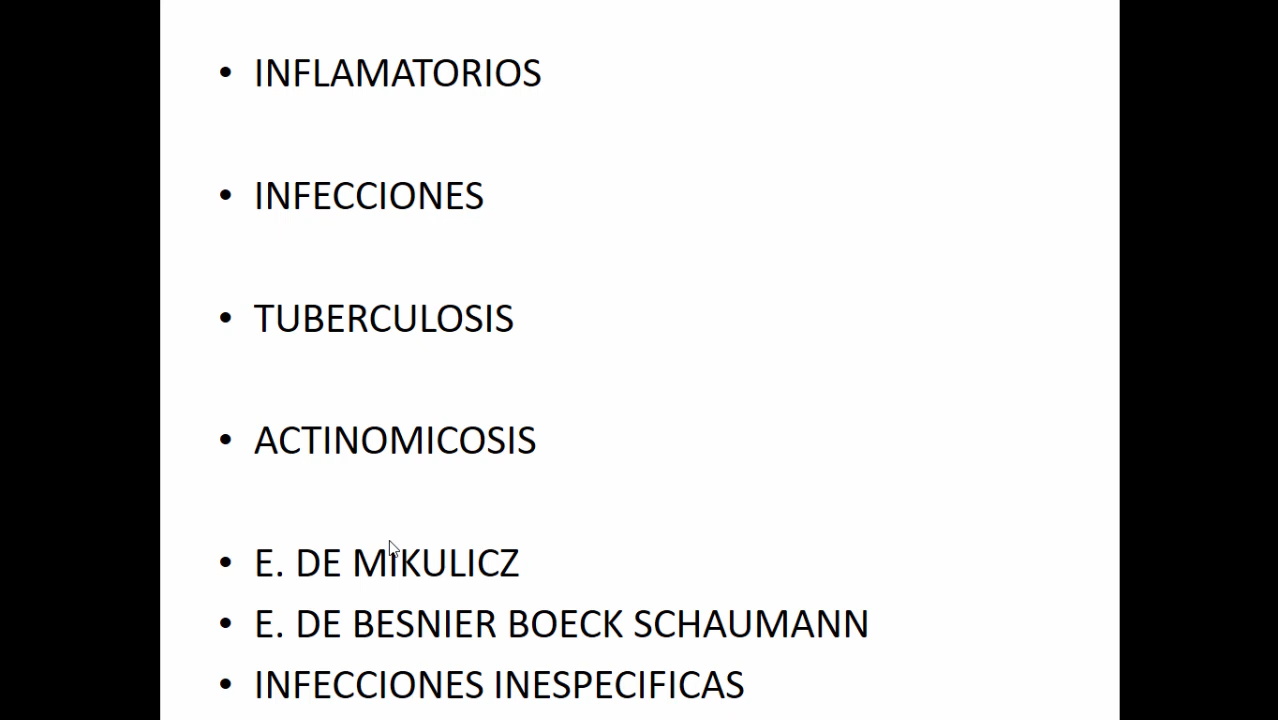 • INFLAMATORIOS
• INFECCIONES
• TUBERCULOSIS
• ACTINOMICOSIS
• E. DE MIKULICZ
• E. DE BESNIER BOECK SCHAUMANN
• INFECCIONES INESPECIFICAS